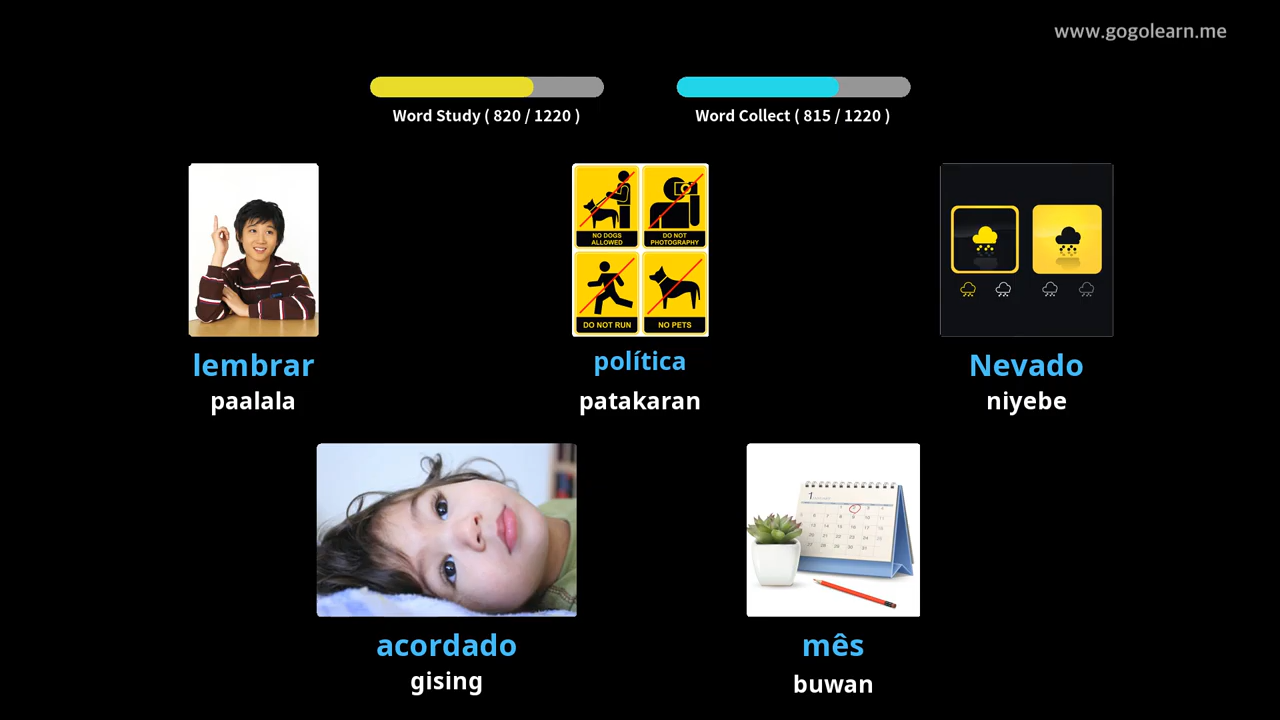 www.gogolearn.me
Word Study ( 820 / 1220 )
Word Collect ( 815 / 1220 )
NO DOGS
ALLOWED
DO NOT
PHOTOGRAPHY
DO NOT RUN
NO PETS
lembrar
paalala
política
patakaran
Nevado
niyebe
acordado
gising
mês
buwan